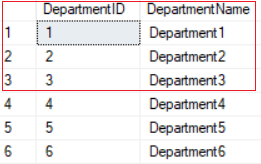 DepartmentID DepartmentName
1 1 Department1
2 2 Department2
3 3 Department3
4 4 Department4
5 5 Department5
6 6 Department6